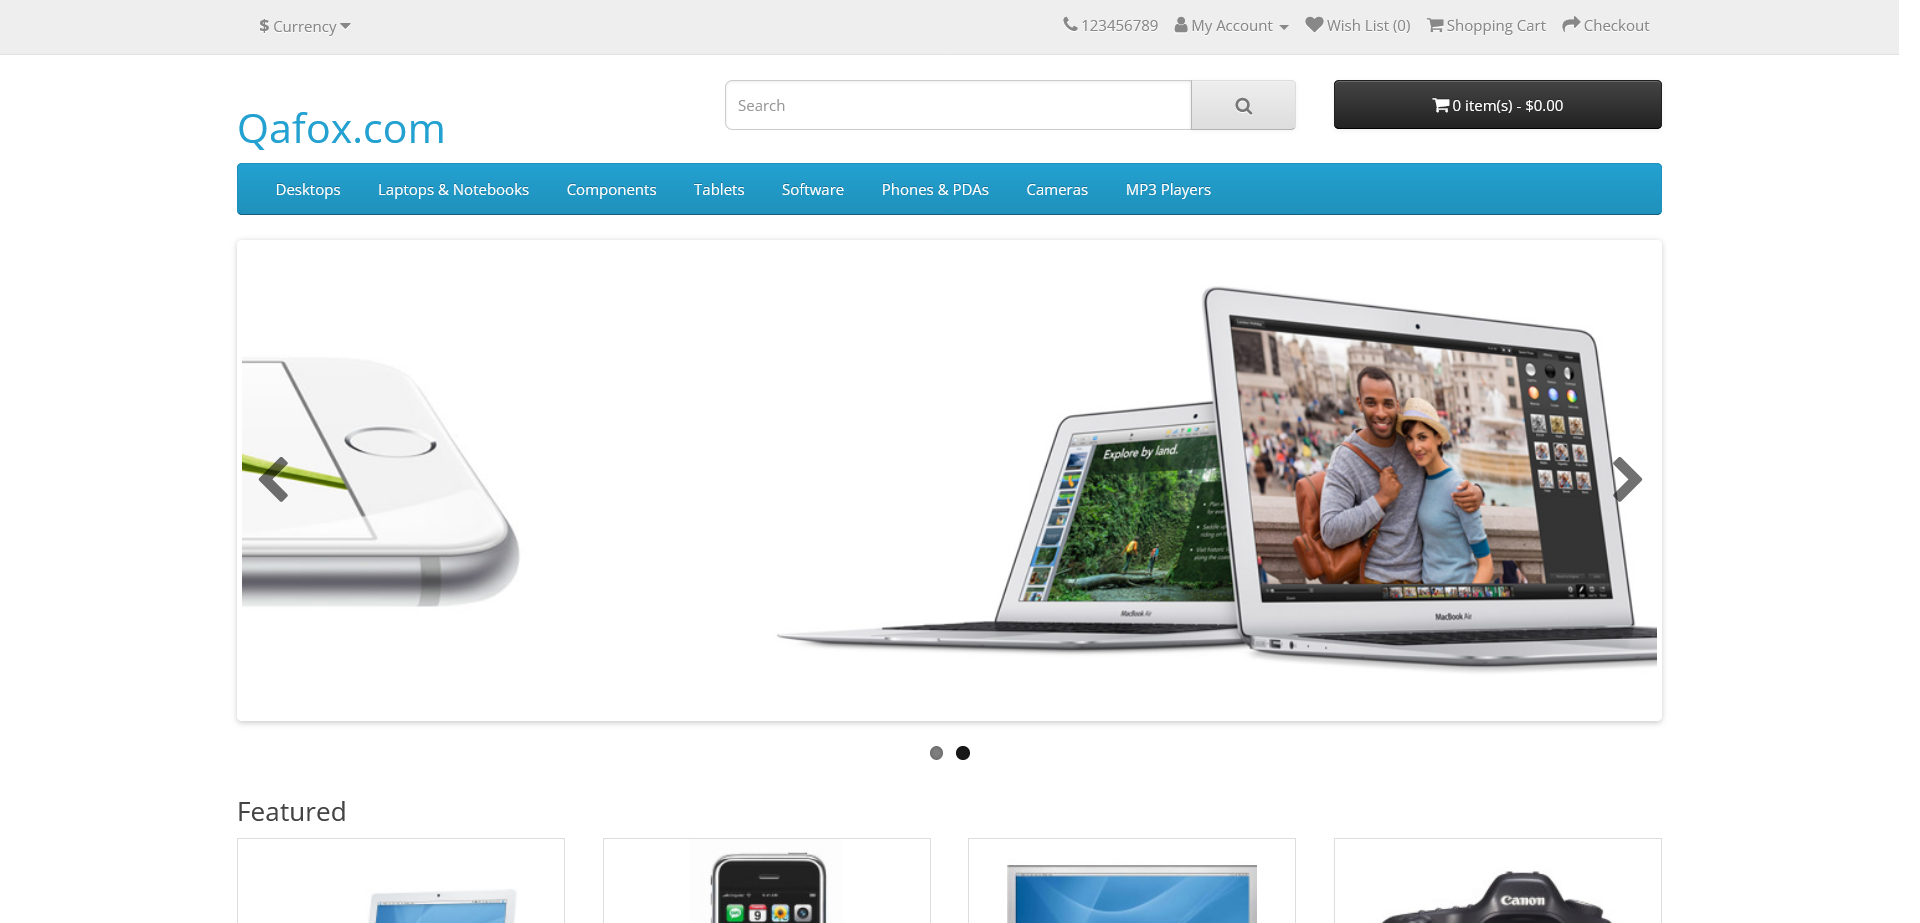 $ Currency
123456789 My Account Wish List (0) Shopping Cart Checkout
Search
0 item(s) - $0.00
Qafox.com
Desktops Laptops & Notebooks Components Tablets Software Phones & PDAs Cameras MP3 Players
Explore by land.
MacBook Air
MacBook Air
Featured
9
Canon